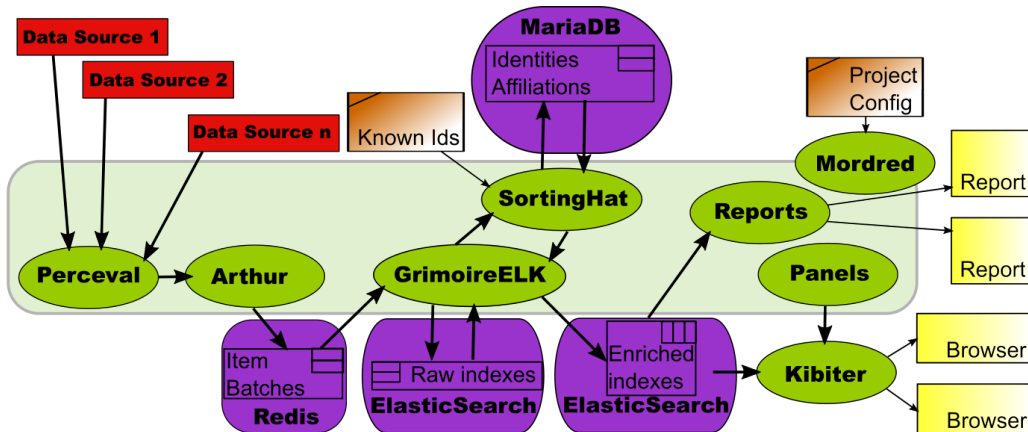 Data Source 1
Data Source 2
Data Source n
MariaDB
Identities
Affiliations
Known Ids
Project
Config
Mordred
Report
SortingHat
Reports
Report
Perceval
Arthur
GrimoireELK
Panels
Item
Batches
Redis
Raw indexes
ElasticSearch
Enriched
indexes
ElasticSearch
Kibiter
Browser
Browser